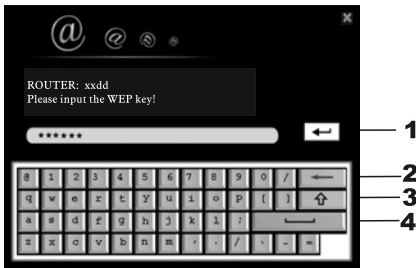 @ @ @ @
x
ROUTER: xxdd
Please input the WEP key!
******
1
@ 1 2 3 4 5 6 7 8 9 0 / ←
2
q w e r t y u i o p [ ] ⇧
3
a s d f g h j k l ;
4
z x c v b n m , . / \ - =